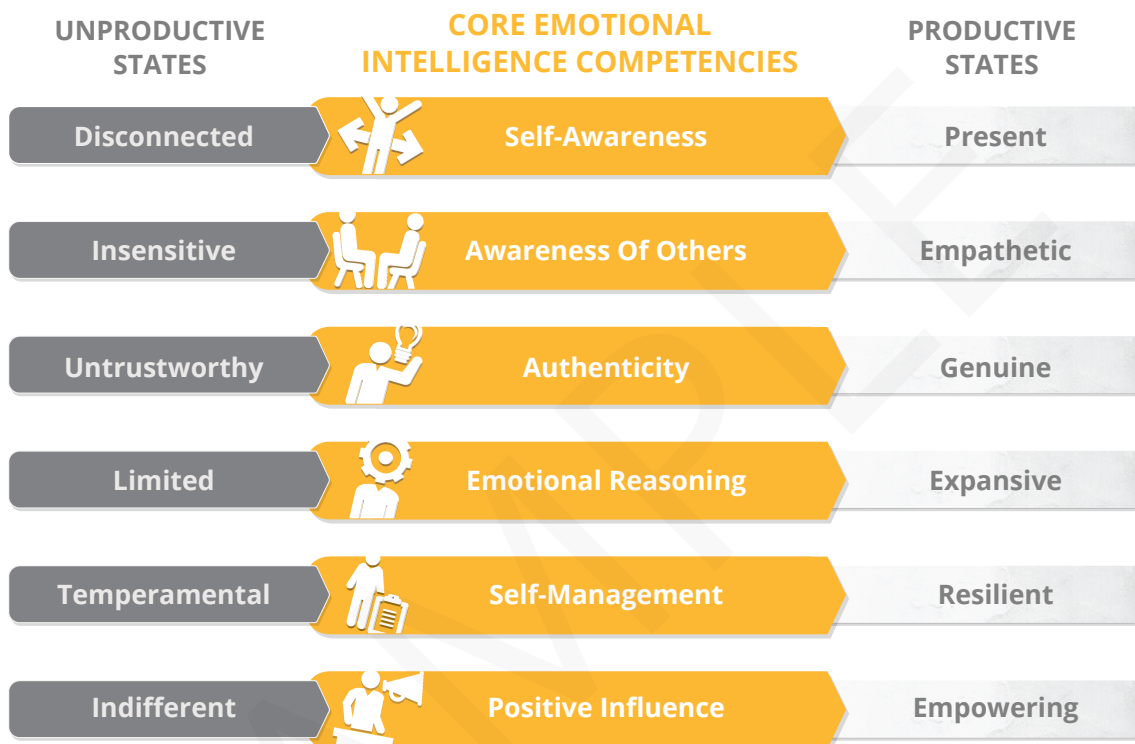 UNPRODUCTIVE
STATES
CORE EMOTIONAL
INTELLIGENCE COMPETENCIES
PRODUCTIVE
STATES
Disconnected Self-Awareness Present
Insensitive Awareness Of Others Empathetic
Untrustworthy Authenticity Genuine
Limited Emotional Reasoning Expansive
Temperamental Self-Management Resilient
Indifferent Positive Influence Empowering